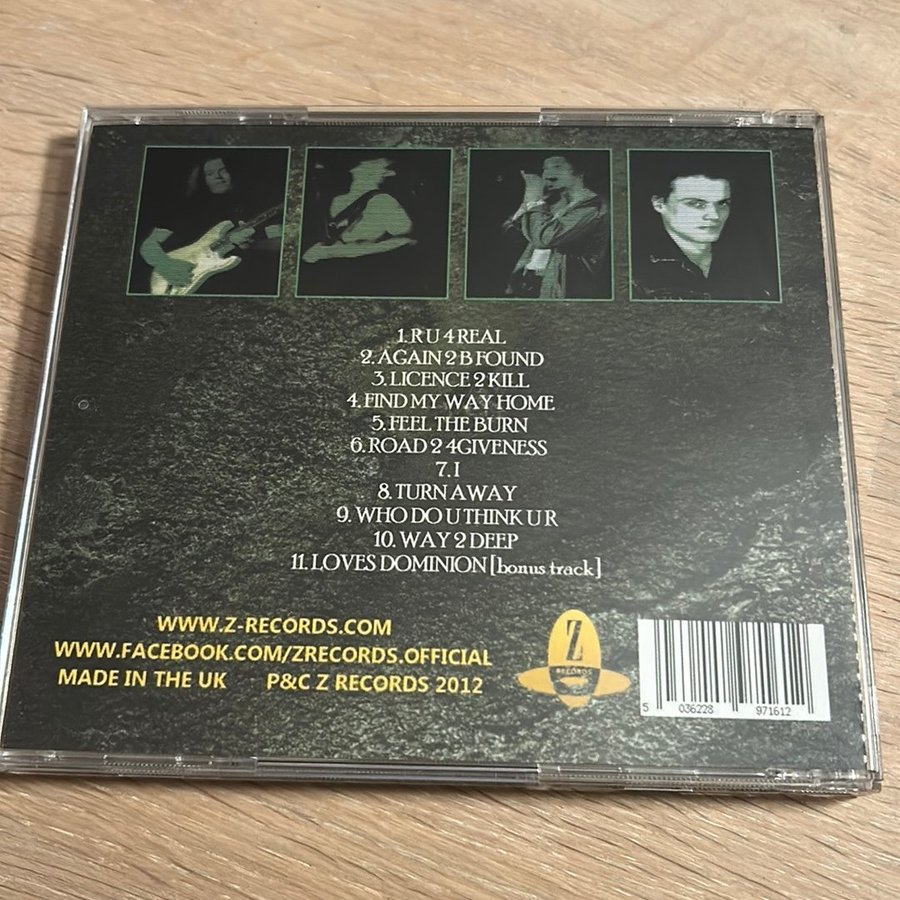 1. R U 4 REAL
2. AGAIN 2 B FOUND
3. LICENCE 2 KILL
4. FIND MY WAY HOME
5. FEEL THE BURN
6. ROAD 2 4GIVENESS
7. I
8. TURN AWAY
9. WHO DO U THINK U R
10. WAY 2 DEEP
11. LOVES DOMINION [bonus track]
WWW.Z-RECORDS.COM
WWW.FACEBOOK.COM/ZRECORDS.OFFICIAL
MADE IN THE UK P&C Z RECORDS 2012
Z
RECORDS
5 036228 971612